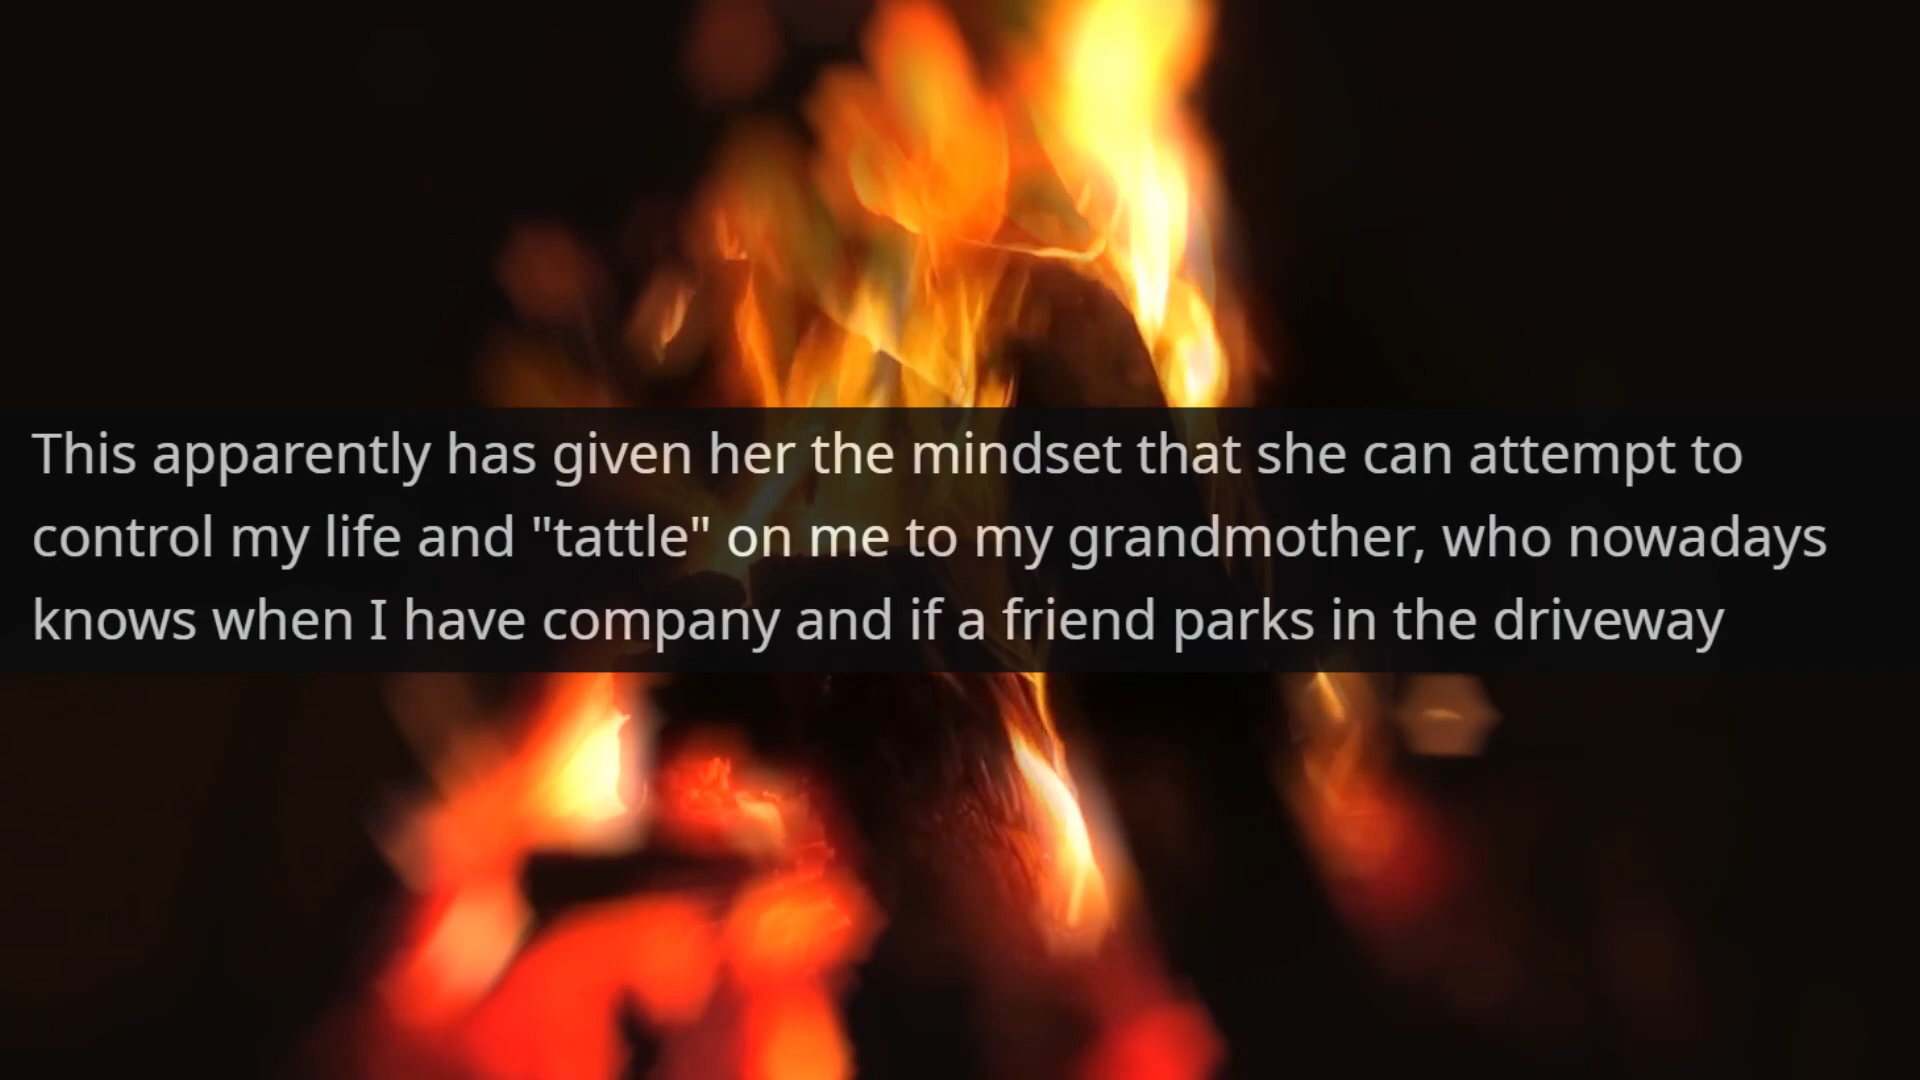 This apparently has given her the mindset that she can attempt to
control my life and "tattle" on me to my grandmother, who nowadays
knows when I have company and if a friend parks in the driveway